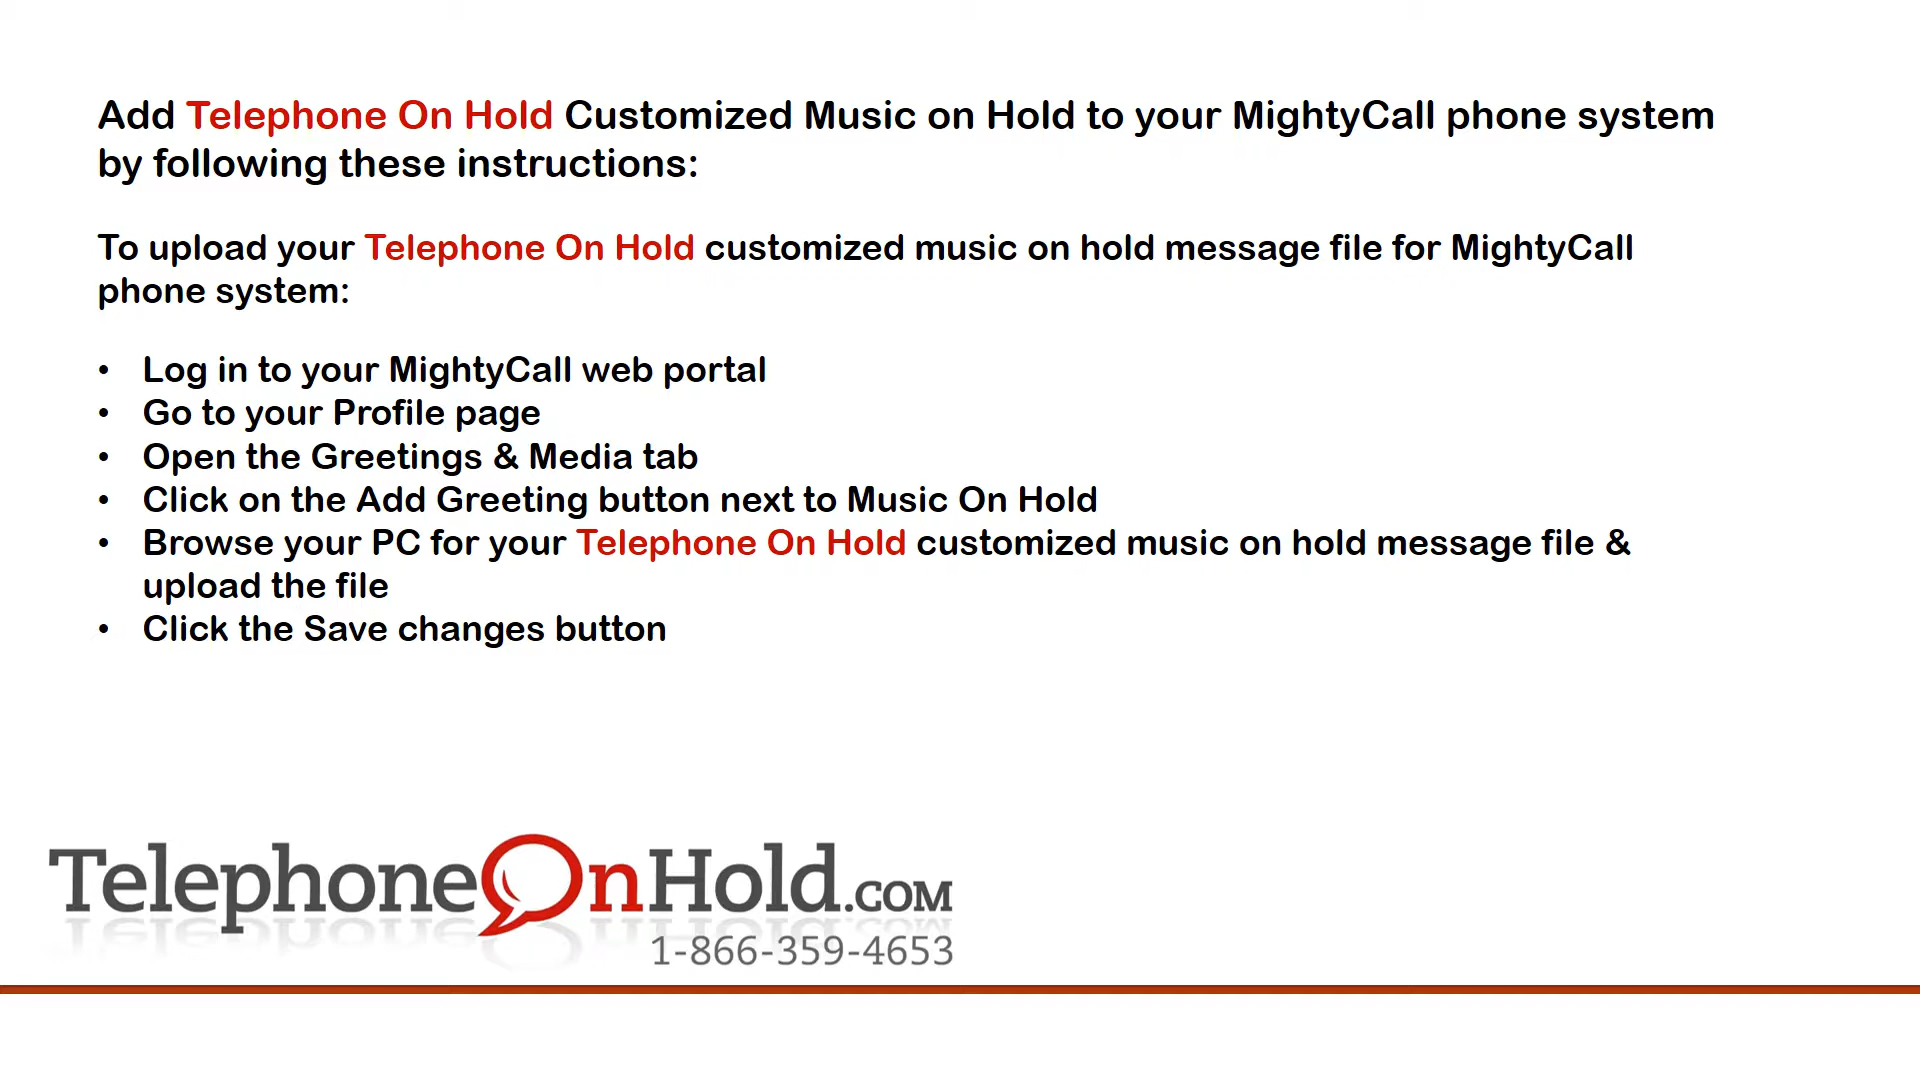 Add Telephone On Hold Customized Music on Hold to your MightyCall phone system
by following these instructions:
To upload your Telephone On Hold customized music on hold message file for MightyCall
phone system:
• Log in to your MightyCall web portal
• Go to your Profile page
• Open the Greetings & Media tab
• Click on the Add Greeting button next to Music On Hold
• Browse your PC for your Telephone On Hold customized music on hold message file &
upload the file
• Click the Save changes button
TelephoneOnHold.COM
1-866-359-4653